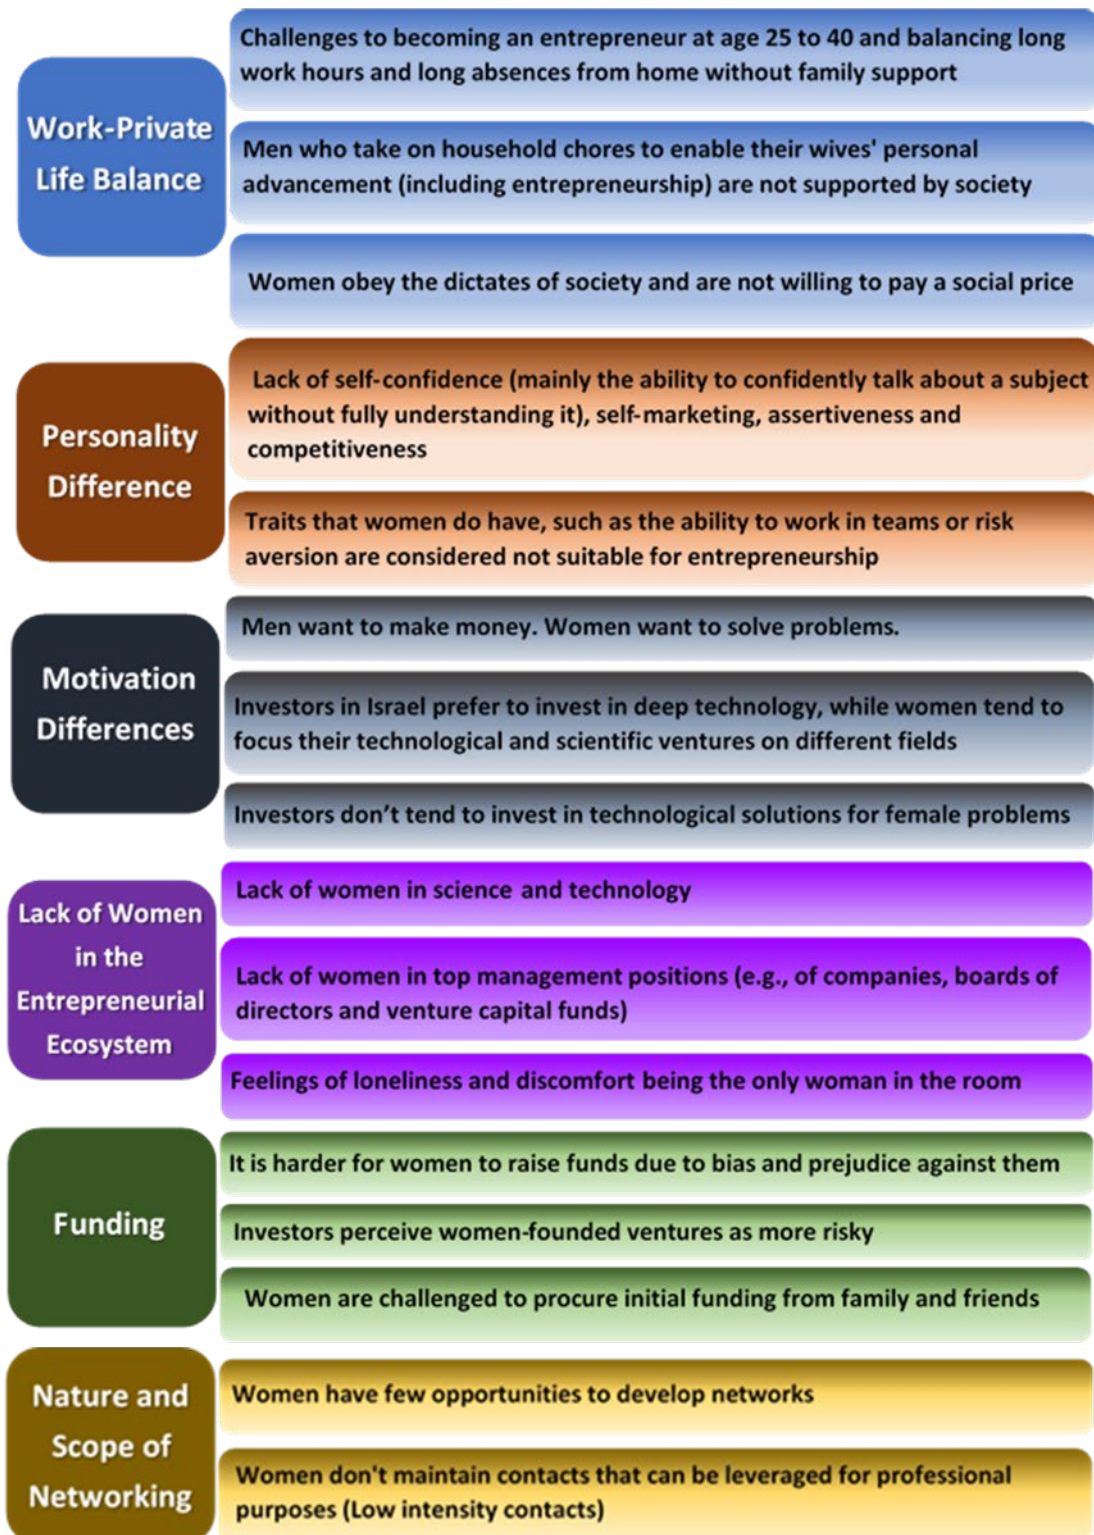 Work-Private
Life Balance
Challenges to becoming an entrepreneur at age 25 to 40 and balancing long
work hours and long absences from home without family support
Men who take on household chores to enable their wives' personal
advancement (including entrepreneurship) are not supported by society
Women obey the dictates of society and are not willing to pay a social price
Personality
Difference
Lack of self-confidence (mainly the ability to confidently talk about a subject
without fully understanding it), self-marketing, assertiveness and
competitiveness
Traits that women do have, such as the ability to work in teams or risk
aversion are considered not suitable for entrepreneurship
Motivation
Differences
Men want to make money. Women want to solve problems.
Investors in Israel prefer to invest in deep technology, while women tend to
focus their technological and scientific ventures on different fields
Investors don’t tend to invest in technological solutions for female problems
Lack of Women
in the
Entrepreneurial
Ecosystem
Lack of women in science and technology
Lack of women in top management positions (e.g., of companies, boards of
directors and venture capital funds)
Feelings of loneliness and discomfort being the only woman in the room
Funding
It is harder for women to raise funds due to bias and prejudice against them
Investors perceive women-founded ventures as more risky
Women are challenged to procure initial funding from family and friends
Nature and
Scope of
Networking
Women have few opportunities to develop networks
Women don't maintain contacts that can be leveraged for professional
purposes (Low intensity contacts)